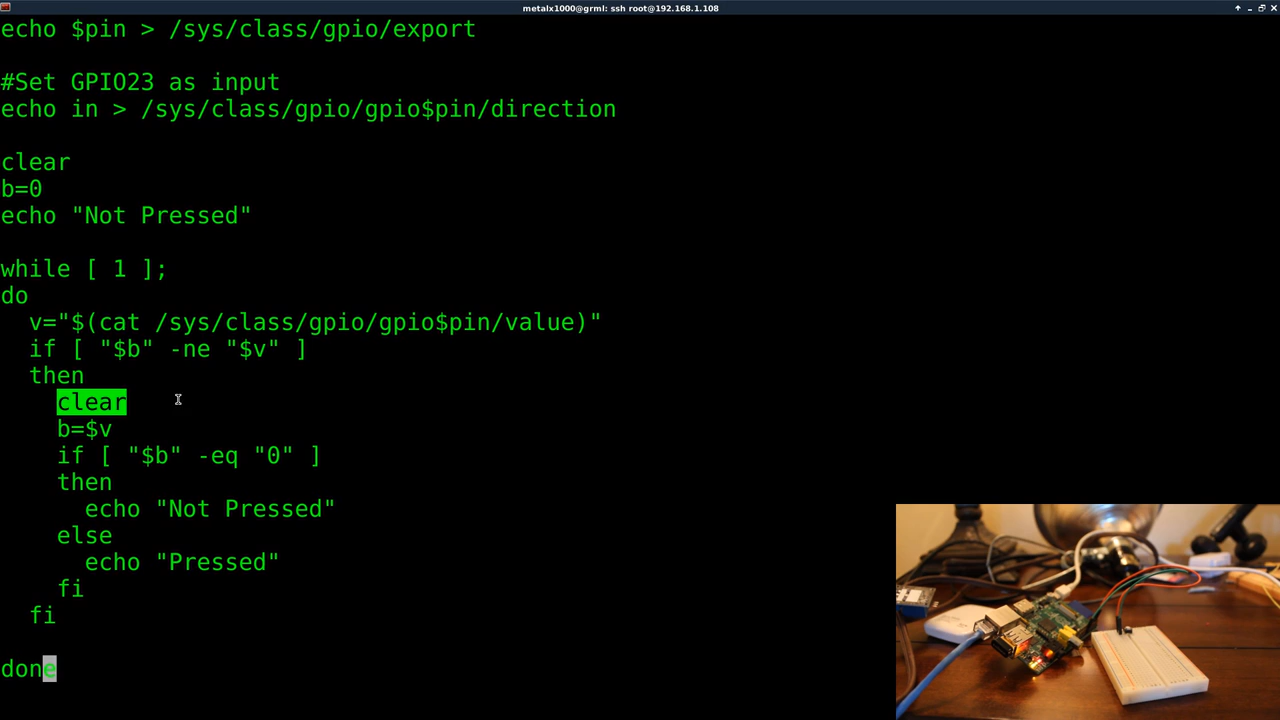 metalx1000@grml: ssh root@192.168.1.108
echo $pin > /sys/class/gpio/export
#Set GPIO23 as input
echo in > /sys/class/gpio/gpio$pin/direction
clear
b=0
echo "Not Pressed"
while [ 1 ];
do
  v="$(cat /sys/class/gpio/gpio$pin/value)"
  if [ "$b" -ne "$v" ]
  then
    clear
    b=$v
    if [ "$b" -eq "0" ]
    then
      echo "Not Pressed"
    else
      echo "Pressed"
    fi
  fi
done